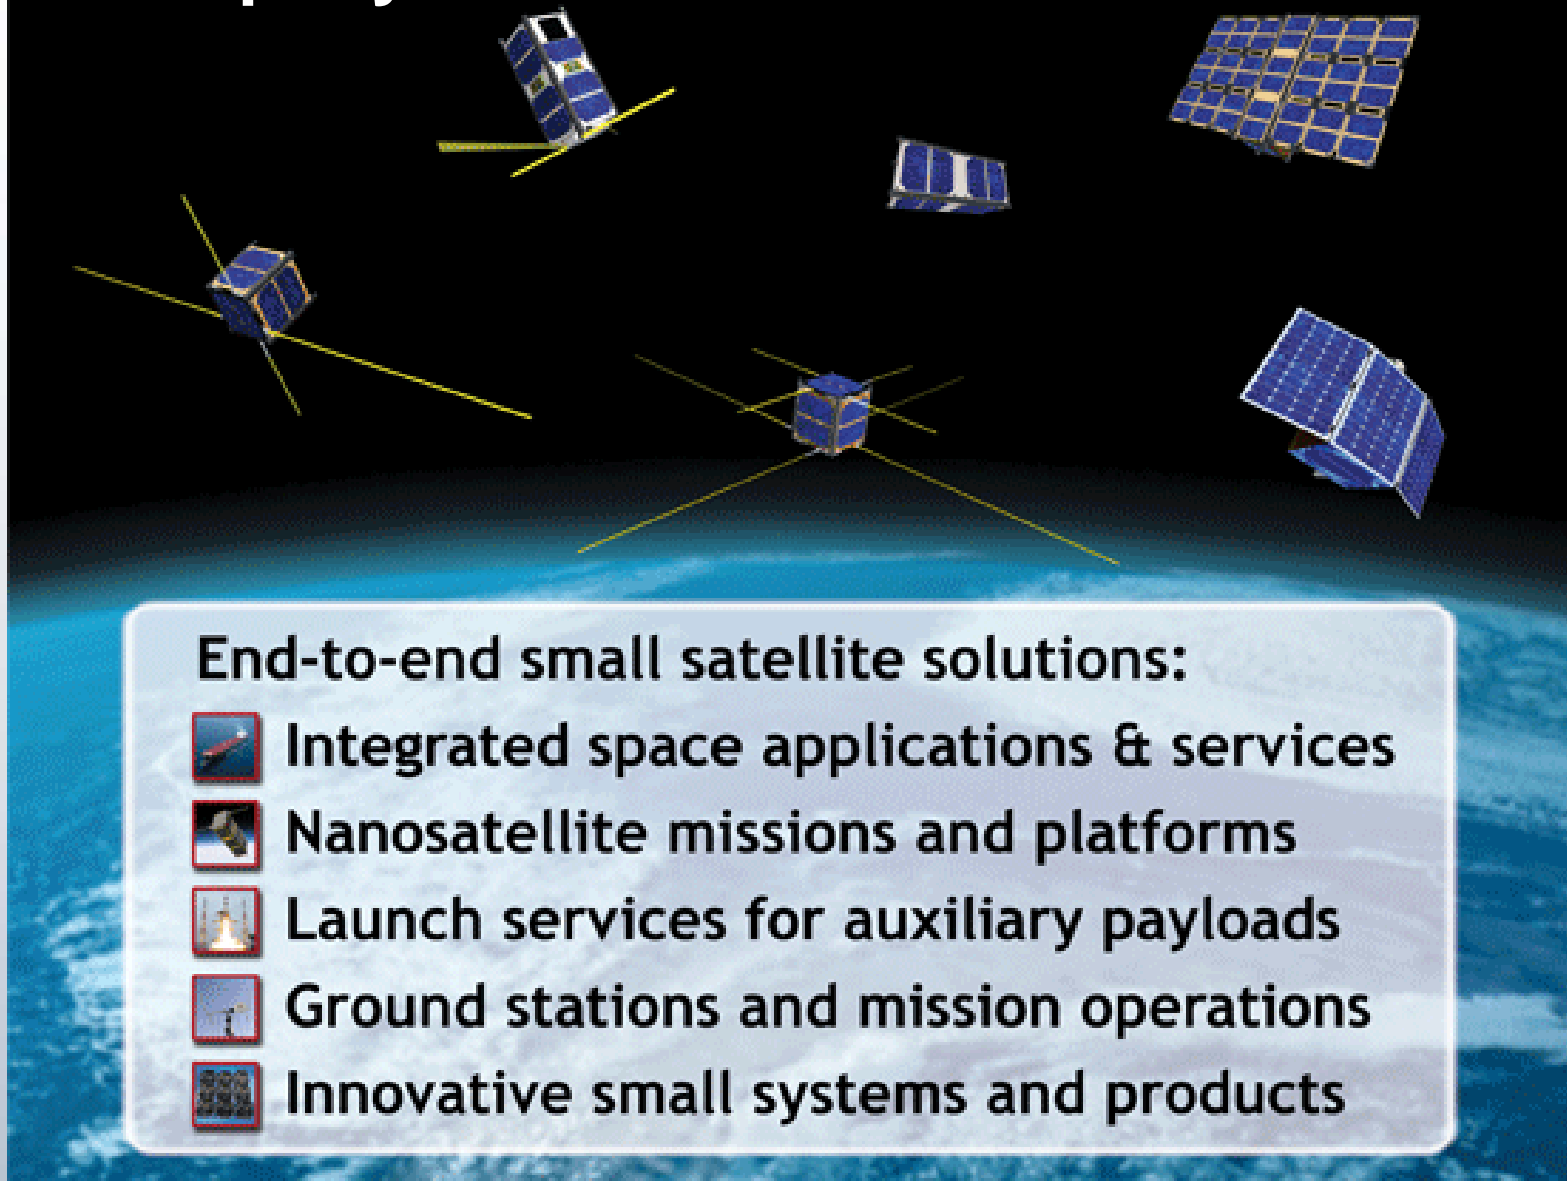 End-to-end small satellite solutions:
Integrated space applications & services
Nanosatellite missions and platforms
Launch services for auxiliary payloads
Ground stations and mission operations
Innovative small systems and products